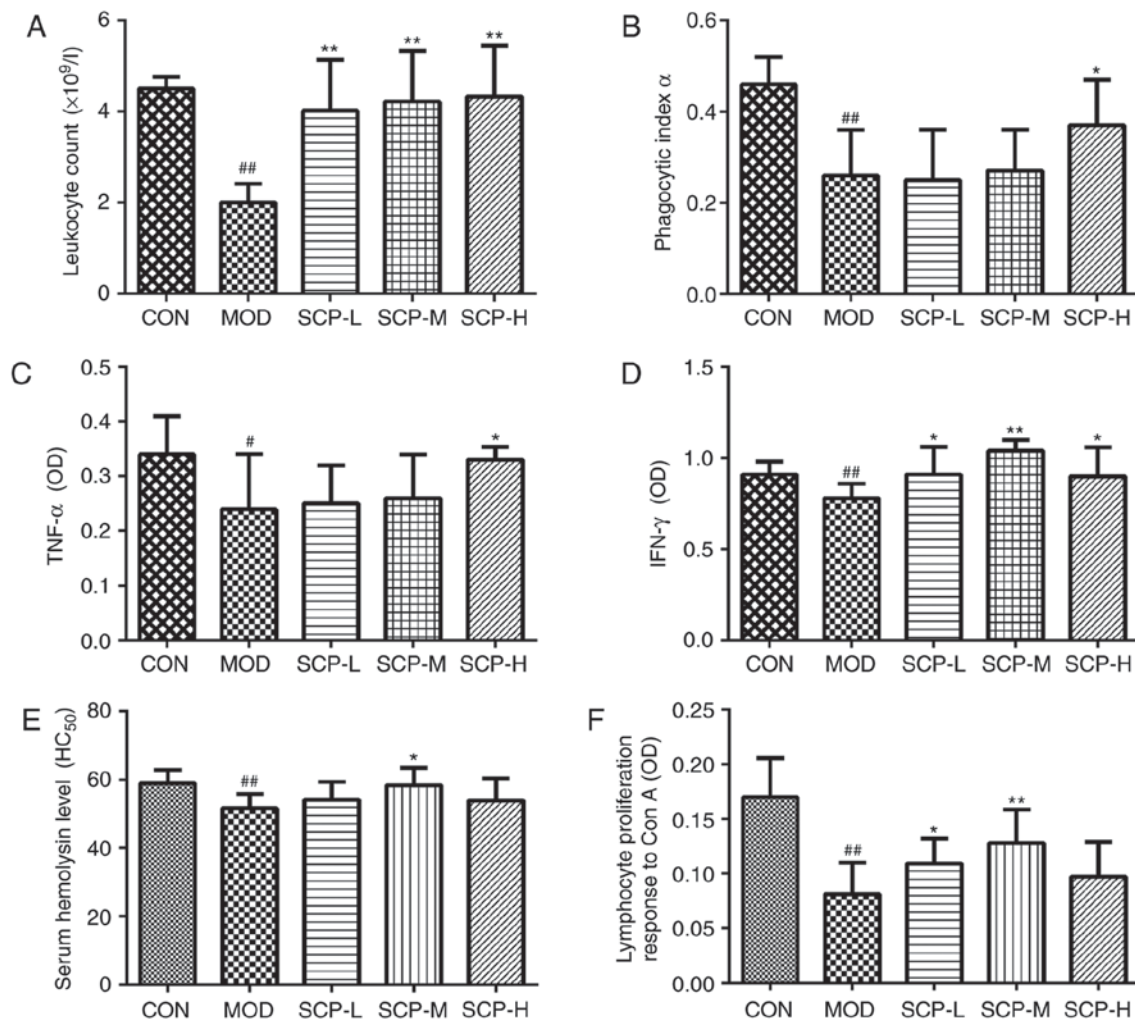 A
Leukocyte count (×10⁹/l)
6
4
2
0
##
**
**
**
CON MOD SCP-L SCP-M SCP-H
B
Phagocytic index α
0.6
0.4
0.2
0.0
##
*
CON MOD SCP-L SCP-M SCP-H
C
TNF-α (OD)
0.5
0.4
0.3
0.2
0.1
0.0
#
*
CON MOD SCP-L SCP-M SCP-H
D
IFN-γ (OD)
1.5
1.0
0.5
0.0
##
*
**
*
CON MOD SCP-L SCP-M SCP-H
E
Serum hemolysin level (HC₅₀)
80
60
40
20
0
##
*
CON MOD SCP-L SCP-M SCP-H
F
Lymphocyte proliferation
response to Con A (OD)
0.25
0.20
0.15
0.10
0.05
0.00
##
*
**
CON MOD SCP-L SCP-M SCP-H